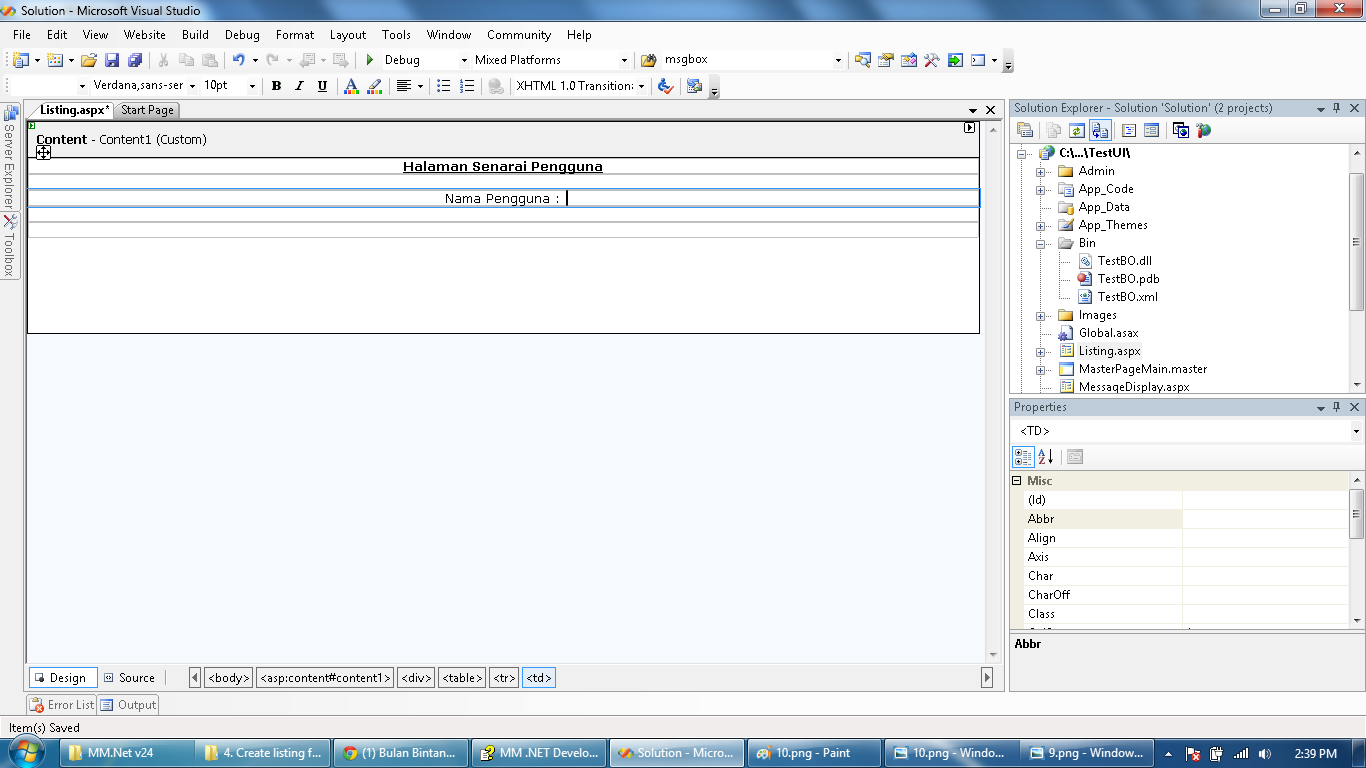 Solution - Microsoft Visual Studio
File Edit View Website Build Debug Format Layout Tools Window Community Help
Debug Mixed Platforms msgbox
Verdana,sans-ser 10pt B I U A XHTML 1.0 Transition:
Server Explorer
Toolbox
Listing.aspx* Start Page
Content - Content1 (Custom)
Halaman Senarai Pengguna
Nama Pengguna :
Design Source <body> <asp:content#content1> <div> <table> <tr> <td>
Error List Output
Solution Explorer - Solution 'Solution' (2 projects)
C:\...\TestUI\
Admin
App_Code
App_Data
App_Themes
Bin
TestBO.dll
TestBO.pdb
TestBO.xml
Images
Global.asax
Listing.aspx
MasterPageMain.master
MessageDisplay.aspx
Properties
<TD>
Misc
(Id)
Abbr
Align
Axis
Char
CharOff
Class
Abbr
Item(s) Saved
MM.Net v24 4. Create listing f... (1) Bulan Bintan... MM .NET Develo... Solution - Micro... 10.png - Paint 10.png - Windo... 9.png - Window... 2:39 PM